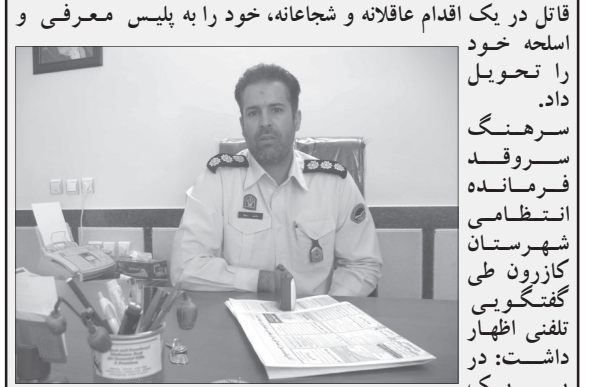 قاتل در یک اقدام عاقلانه و شجاعانه، خود را به پلیس معرفی و
اسلحه خود
را تحویل
داد.
سرهنگ
سروقد
فرمانده
انتظامی
شهرستان
کازرون طی
گفتگویی
تلفنی اظهار
داشت: در